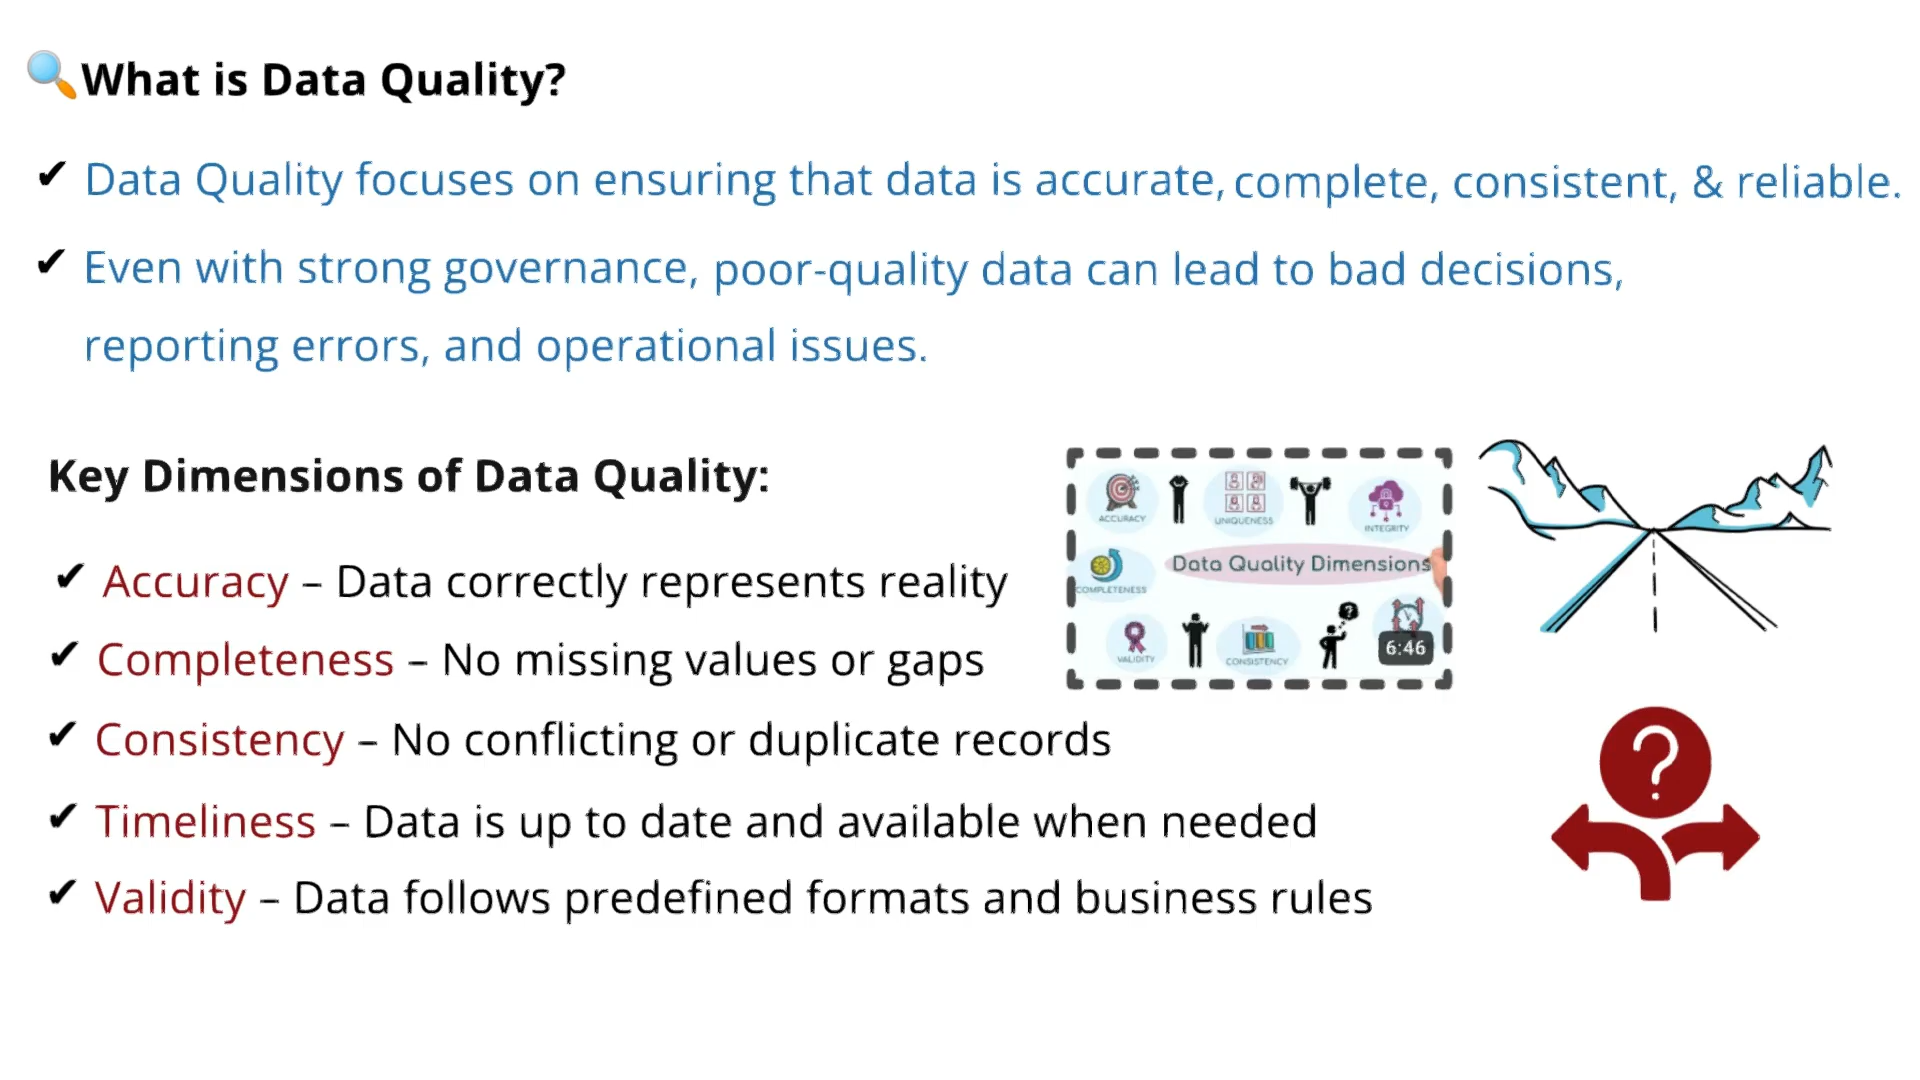 What is Data Quality?
✔ Data Quality focuses on ensuring that data is accurate, complete, consistent, & reliable.
✔ Even with strong governance, poor-quality data can lead to bad decisions,
reporting errors, and operational issues.
Key Dimensions of Data Quality:
✔ Accuracy – Data correctly represents reality
✔ Completeness – No missing values or gaps
✔ Consistency – No conflicting or duplicate records
✔ Timeliness – Data is up to date and available when needed
✔ Validity – Data follows predefined formats and business rules
ACCURACY
UNIQUENESS
INTEGRITY
Data Quality Dimensions
COMPLETENESS
VALIDITY
CONSISTENCY
?
6:46
?